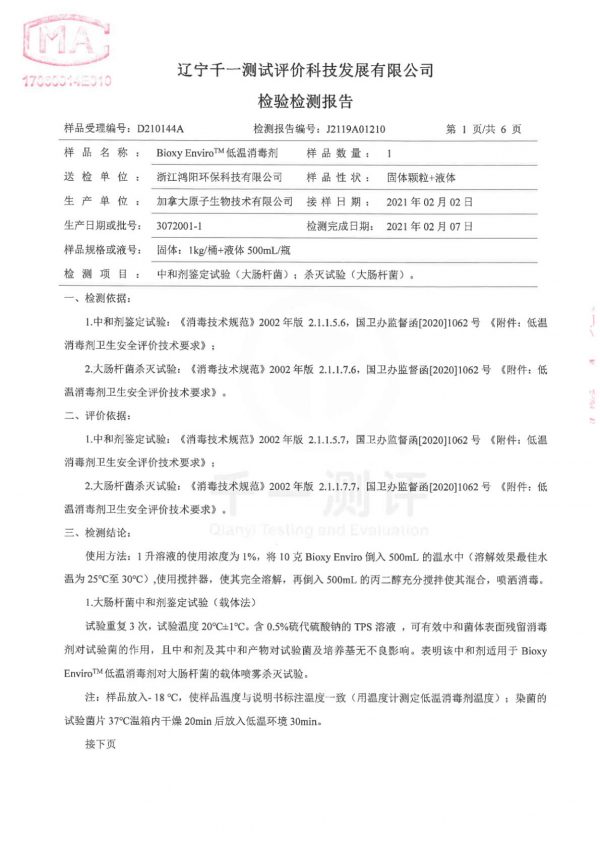 MA
辽宁千一测试评价科技发展有限公司
检验检测报告
样品受理编号：D210144A 检测报告编号：J2119A01210 第 1 页/共 6 页
样品名称： Bioxy Enviro™低温消毒剂 样品数量： 1
送检单位： 浙江鸿阳环保科技有限公司 样品性状： 固体颗粒+液体
生产单位： 加拿大原子生物技术有限公司 接样日期： 2021 年 02 月 02 日
生产日期或批号： 3072001-1 检测完成日期： 2021 年 02 月 07 日
样品规格或液号： 固体：1kg/桶+液体 500mL/瓶
检测项目： 中和剂鉴定试验（大肠杆菌）；杀灭试验（大肠杆菌）。
一、检测依据：
1.中和剂鉴定试验：《消毒技术规范》2002 年版 2.1.1.5.6，国卫办监督函[2020]1062 号 《附件：低温
消毒剂卫生安全评价技术要求》；
2.大肠杆菌杀灭试验：《消毒技术规范》2002 年版 2.1.1.7.6，国卫办监督函[2020]1062 号 《附件：低
温消毒剂卫生安全评价技术要求》。
二、评价依据：
1.中和剂鉴定试验：《消毒技术规范》2002 年版 2.1.1.5.7，国卫办监督函[2020]1062 号 《附件：低温
消毒剂卫生安全评价技术要求》；
2.大肠杆菌杀灭试验：《消毒技术规范》2002 年版 2.1.1.7.7，国卫办监督函[2020]1062 号 《附件：低
温消毒剂卫生安全评价技术要求》。
千一测评
Qianyi Testing and Evaluation
三、检测结论：
使用方法：1 升溶液的使用浓度为 1%，将 10 克 Bioxy Enviro 倒入 500mL 的温水中（溶解效果最佳水
温为 25℃至 30℃）,使用搅拌器，使其完全溶解，再倒入 500mL 的丙二醇充分搅拌使其混合，喷洒消毒。
1.大肠杆菌中和剂鉴定试验（载体法）
试验重复 3 次，试验温度 20℃±1℃。含 0.5%硫代硫酸钠的 TPS 溶液 ，可有效中和菌体表面残留消毒
剂对试验菌的作用，且中和剂及其中和产物对试验菌及培养基无不良影响。表明该中和剂适用于 Bioxy
Enviro™低温消毒剂对大肠杆菌的载体喷雾杀灭试验。
注：样品放入- 18 ℃，使样品温度与说明书标注温度一致（用温度计测定低温消毒剂温度）；染菌的
试验菌片 37℃温箱内干燥 20min 后放入低温环境 30min。
接下页